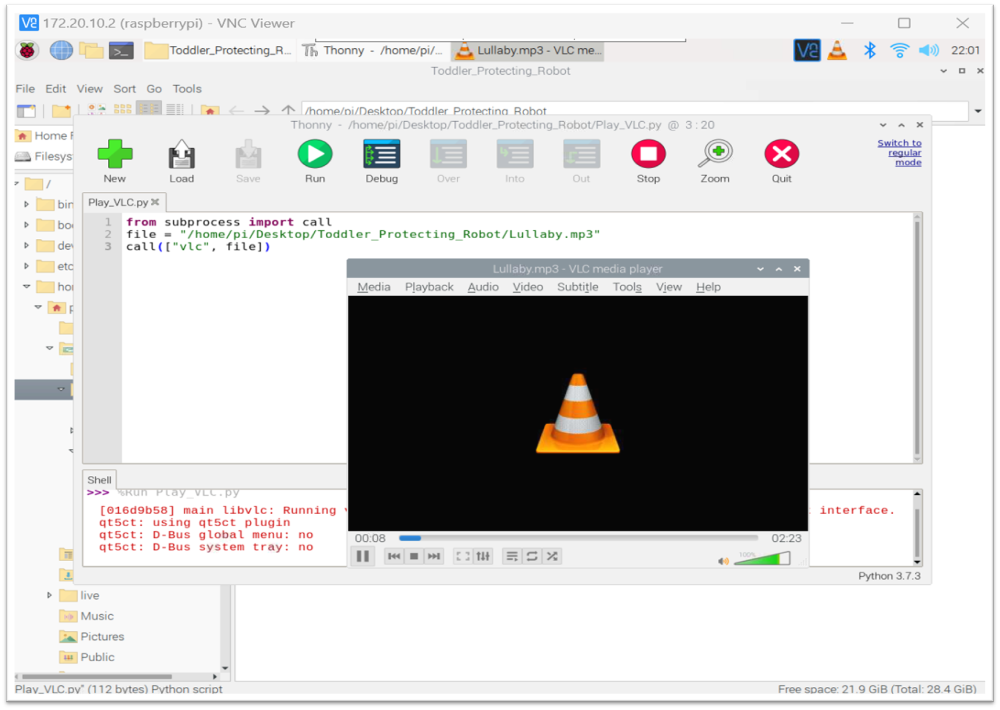 172.20.10.2 (raspberrypi) - VNC Viewer
Toddler_Protecting_R... Thonny - /home/pi/... Lullaby.mp3 - VLC me... 22:01
Toddler_Protecting_Robot
File Edit View Sort Go Tools
/home/pi/Desktop/Toddler_Protecting_Robot
Thonny - /home/pi/Desktop/Toddler_Protecting_Robot/Play_VLC.py @ 3 : 20
Home F
Filesys
/
bin
boo
dev
etc
hor
p
live
Music
Pictures
Public
New Load Save Run Debug Over Into Out Stop Zoom Quit
Switch to
regular
mode
Play_VLC.py
1 from subprocess import call
2 file = "/home/pi/Desktop/Toddler_Protecting_Robot/Lullaby.mp3"
3 call(["vlc", file])
Lullaby.mp3 - VLC media player
Media Playback Audio Video Subtitle Tools View Help
00:08 02:23
100%
Shell
>>> %Run Play_VLC.py
[016d9b58] main libvlc: Running interface.
qt5ct: using qt5ct plugin
qt5ct: D-Bus global menu: no
qt5ct: D-Bus system tray: no
Python 3.7.3
Play_VLC.py" (112 bytes) Python script
Free space: 21.9 GiB (Total: 28.4 GiB)